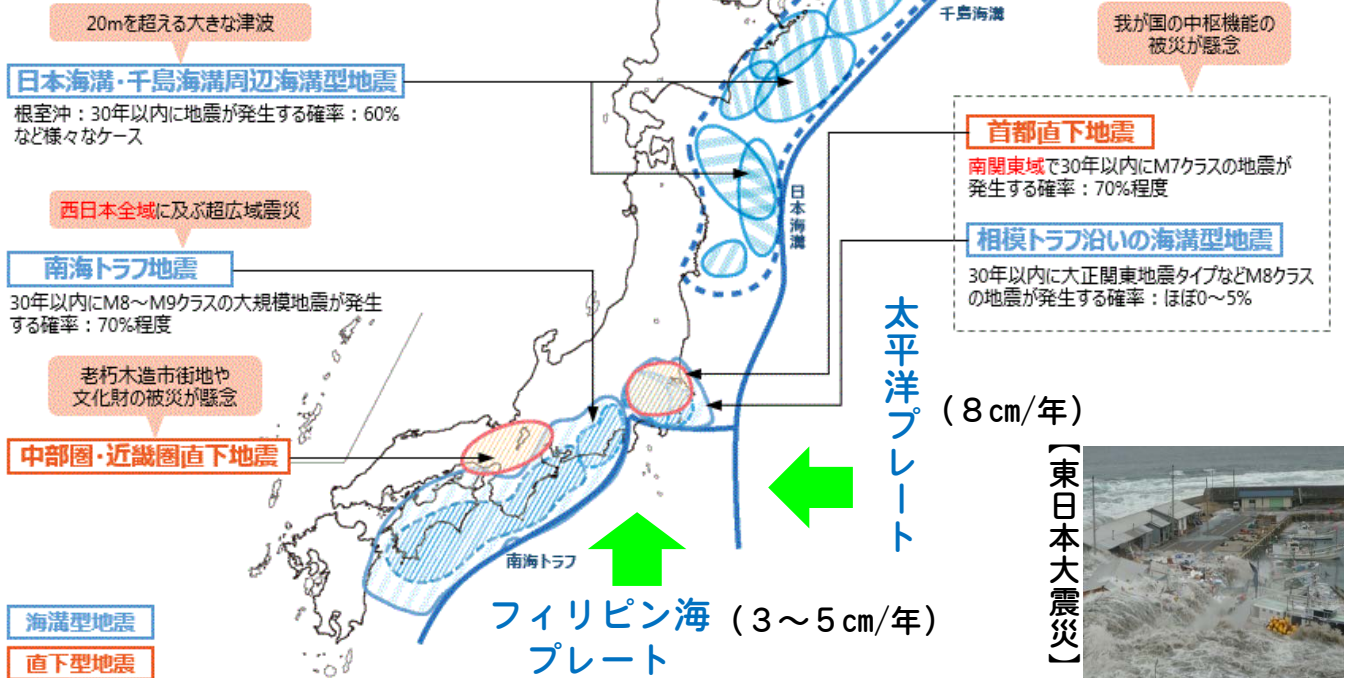 20mを超える大きな津波
日本海溝・千島海溝周辺海溝型地震
根室沖：30年以内に地震が発生する確率：60%
など様々なケース
西日本全域に及ぶ超広域震災
南海トラフ地震
30年以内にM8～M9クラスの大規模地震が発生
する確率：70%程度
老朽木造市街地や
文化財の被災が懸念
中部圏・近畿圏直下地震
海溝型地震
直下型地震
千島海溝
日本海溝
南海トラフ
我が国の中枢機能の
被災が懸念
首都直下地震
南関東域で30年以内にM7クラスの地震が
発生する確率：70%程度
相模トラフ沿いの海溝型地震
30年以内に大正関東地震タイプなどM8クラス
の地震が発生する確率：ほぼ0～5%
太平洋プレート
（8㎝/年）
フィリピン海
プレート
（3～5㎝/年）
【東日本大震災】